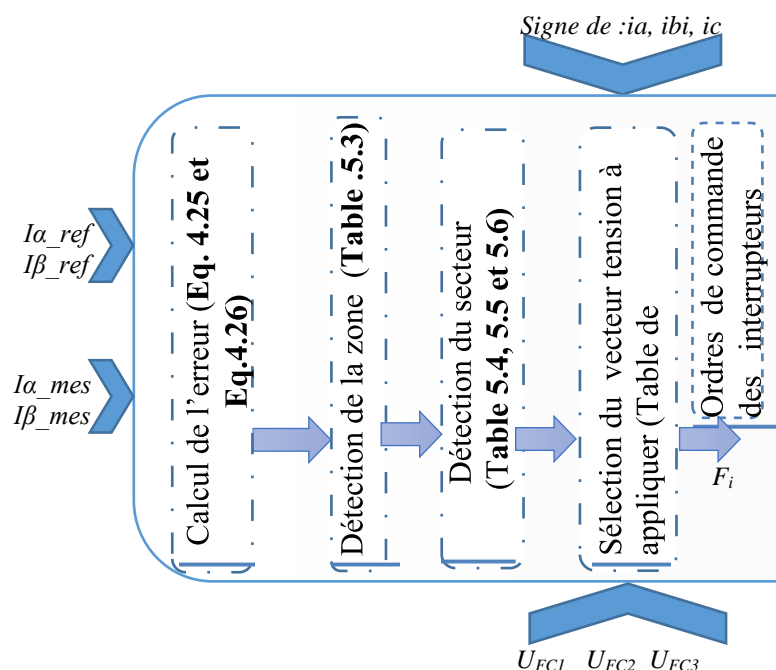 Signe de :ia, ibi, ic
Iα_ref
Iβ_ref
Iα_mes
Iβ_mes
Calcul de l’erreur (Eq. 4.25 et
Eq.4.26)
Détection de la zone (Table .5.3)
Détection du secteur
(Table 5.4, 5.5 et 5.6)
Sélection du vecteur tension à
appliquer (Table de
Ordres de commande
des interrupteurs
Fi
UFC1 UFC2 UFC3